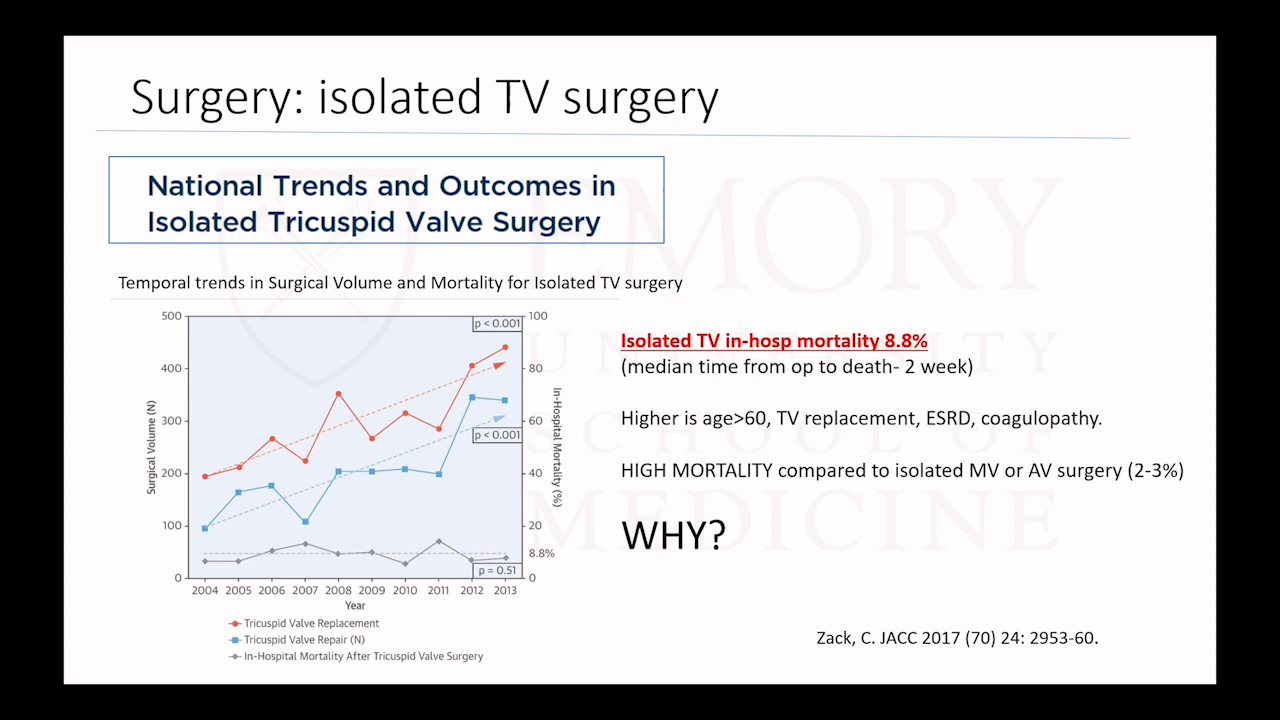 Surgery: isolated TV surgery
National Trends and Outcomes in
Isolated Tricuspid Valve Surgery
Temporal trends in Surgical Volume and Mortality for Isolated TV surgery
500
400
300
200
100
0
Surgical Volume (N)
100
80
60
40
20
8.8%
0
In-Hospital Mortality (%)
p < 0.001
p < 0.001
p = 0.51
2004 2005 2006 2007 2008 2009 2010 2011 2012 2013
Year
Tricuspid Valve Replacement
Tricuspid Valve Repair (N)
In-Hospital Mortality After Tricuspid Valve Surgery
Isolated TV in-hosp mortality 8.8%
(median time from op to death- 2 week)
Higher is age>60, TV replacement, ESRD, coagulopathy.
HIGH MORTALITY compared to isolated MV or AV surgery (2-3%)
WHY?
Zack, C. JACC 2017 (70) 24: 2953-60.
EMORY
UNIVERSITY
SCHOOL OF
MEDICINE